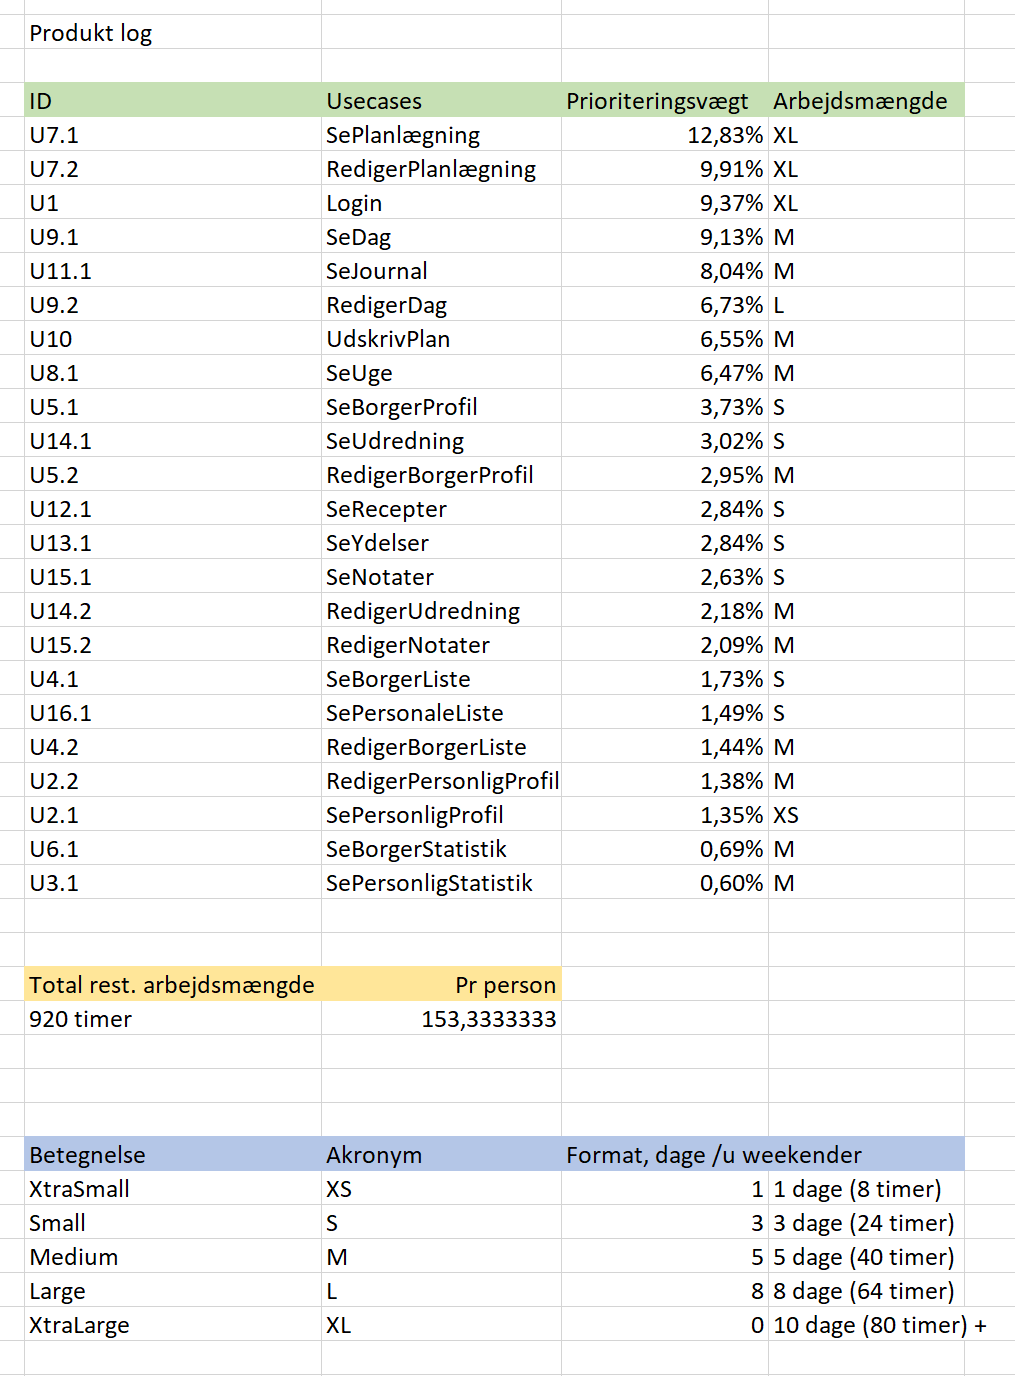 Produkt log
ID Usecases Prioriteringsvægt Arbejdsmængde
U7.1 SePlanlægning 12,83% XL
U7.2 RedigerPlanlægning 9,91% XL
U1 Login 9,37% XL
U9.1 SeDag 9,13% M
U11.1 SeJournal 8,04% M
U9.2 RedigerDag 6,73% L
U10 UdskrivPlan 6,55% M
U8.1 SeUge 6,47% M
U5.1 SeBorgerProfil 3,73% S
U14.1 SeUdredning 3,02% S
U5.2 RedigerBorgerProfil 2,95% M
U12.1 SeRecepter 2,84% S
U13.1 SeYdelser 2,84% S
U15.1 SeNotater 2,63% S
U14.2 RedigerUdredning 2,18% M
U15.2 RedigerNotater 2,09% M
U4.1 SeBorgerListe 1,73% S
U16.1 SePersonaleListe 1,49% S
U4.2 RedigerBorgerListe 1,44% M
U2.2 RedigerPersonligProfil 1,38% M
U2.1 SePersonligProfil 1,35% XS
U6.1 SeBorgerStatistik 0,69% M
U3.1 SePersonligStatistik 0,60% M
Total rest. arbejdsmængde Pr person
920 timer 153,3333333
Betegnelse Akronym Format, dage /u weekender
XtraSmall XS 1 1 dage (8 timer)
Small S 3 3 dage (24 timer)
Medium M 5 5 dage (40 timer)
Large L 8 8 dage (64 timer)
XtraLarge XL 0 10 dage (80 timer) +